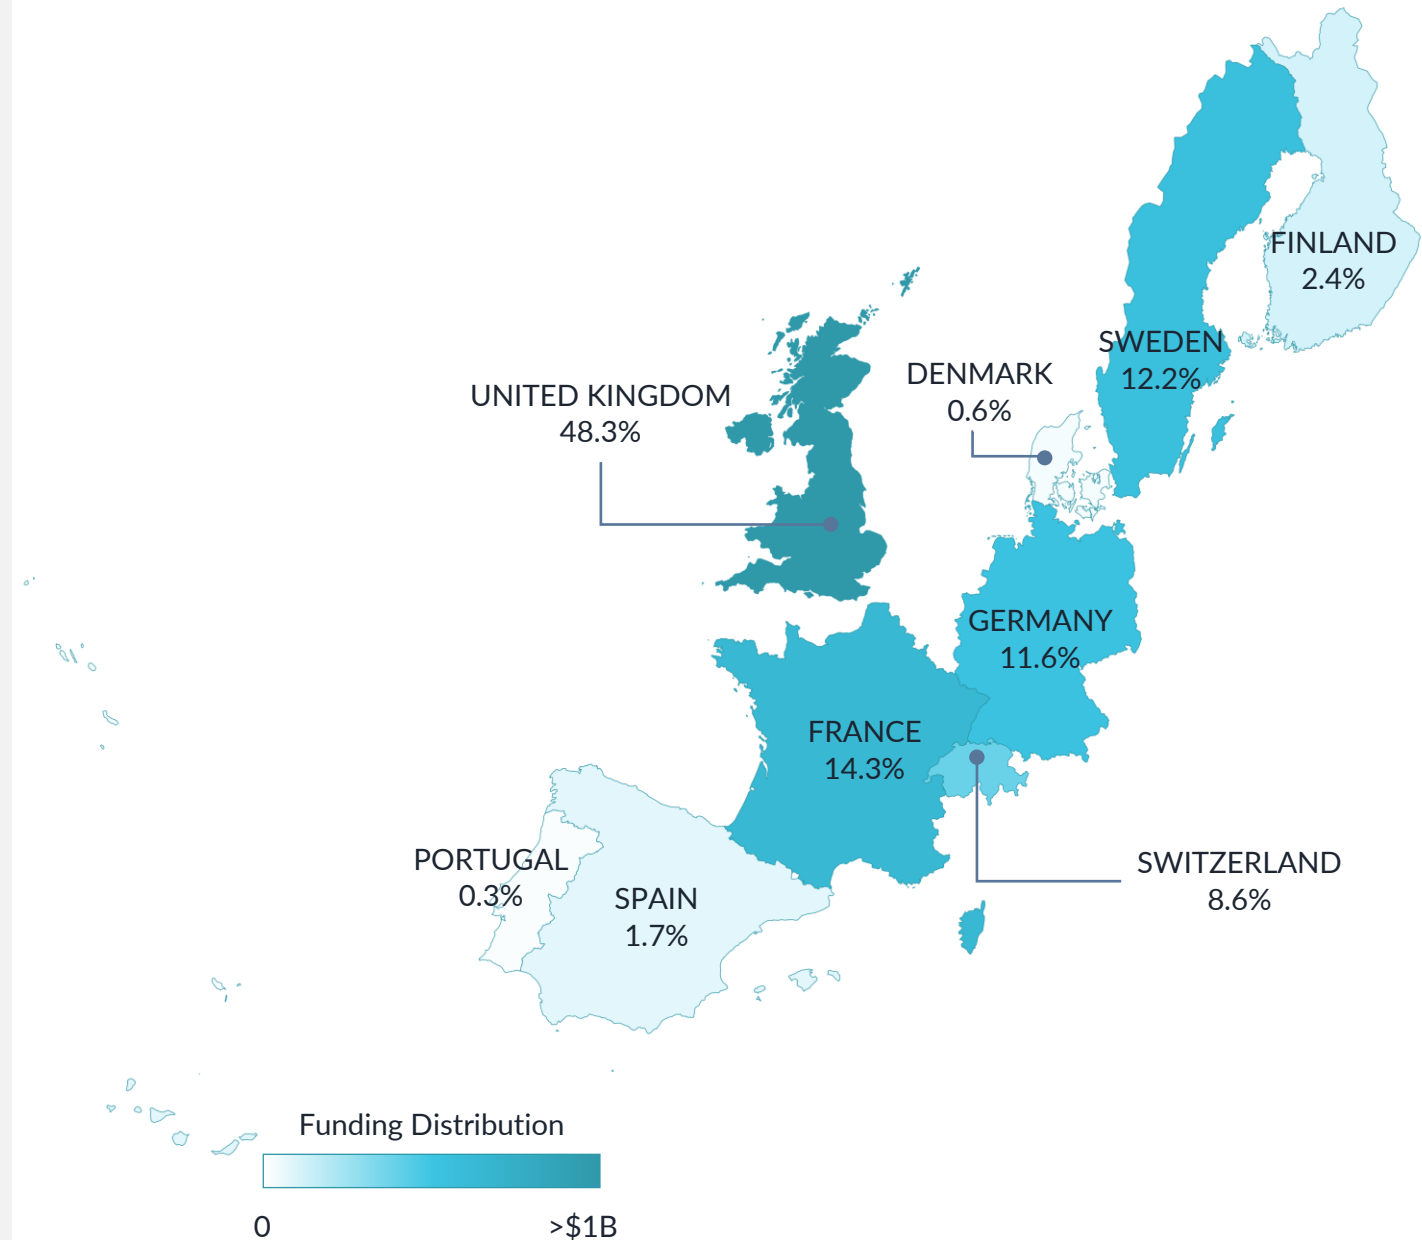 FINLAND
2.4%
SWEDEN
12.2%
DENMARK
0.6%
UNITED KINGDOM
48.3%
GERMANY
11.6%
FRANCE
14.3%
PORTUGAL
0.3%
SPAIN
1.7%
SWITZERLAND
8.6%
Funding Distribution
0 >$1B